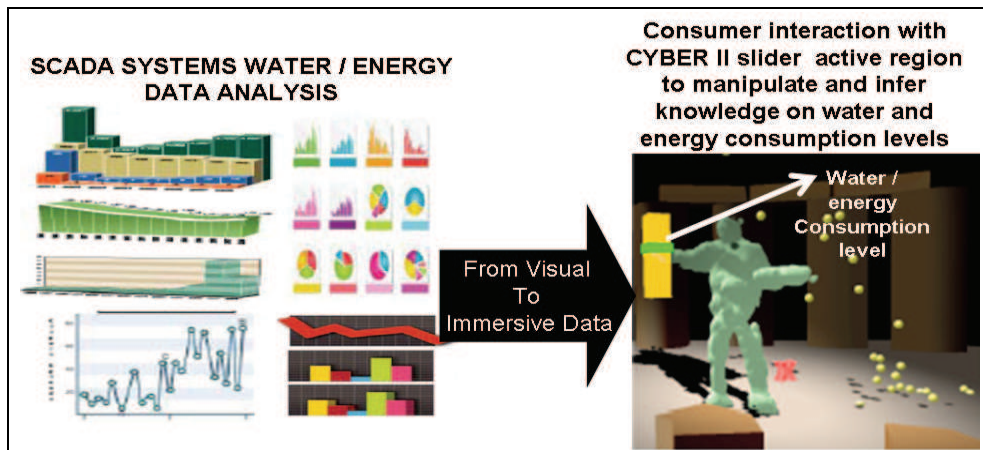 SCADA SYSTEMS WATER / ENERGY
DATA ANALYSIS
From Visual
To
Immersive Data
Consumer interaction with
CYBER II slider active region
to manipulate and infer
knowledge on water and
energy consumption levels
Water /
energy
Consumption
level